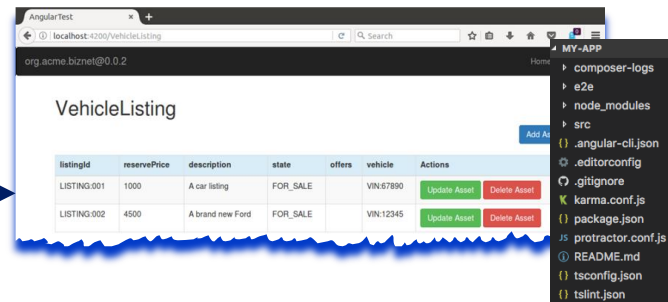 AngularTest
localhost:4200/VehicleListing
Search
org.acme.biznet@0.0.2
Home
VehicleListing
Add As
listingId reservePrice description state offers vehicle Actions
LISTING:001 1000 A car listing FOR_SALE VIN:67890 Update Asset Delete Asset
LISTING:002 4500 A brand new Ford FOR_SALE VIN:12345 Update Asset Delete Asset
MY-APP
composer-logs
e2e
node_modules
src
.angular-cli.json
.editorconfig
.gitignore
karma.conf.js
package.json
JS protractor.conf.js
README.md
tsconfig.json
tslint.json